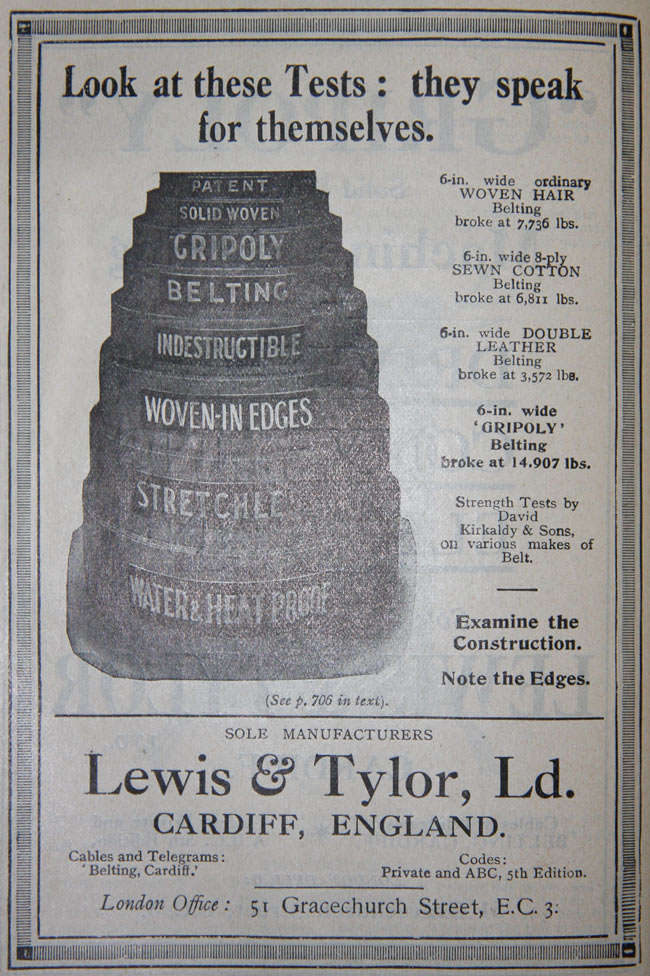 Look at these Tests : they speak
for themselves.
PATENT
SOLID WOVEN
GRIPOLY
BELTING
INDESTRUCTIBLE
WOVEN-IN EDGES
STRETCHLE
WATER & HEAT PROOF
6-in. wide ordinary
WOVEN HAIR
Belting
broke at 7,736 lbs.
6-in. wide 8-ply
SEWN COTTON
Belting
broke at 6,811 lbs.
6-in. wide DOUBLE
LEATHER
Belting
broke at 3,572 lbs.
6-in. wide
'GRIPOLY'
Belting
broke at 14.907 lbs.
Strength Tests by
David
Kirkaldy & Sons,
on various makes of
Belt.
Examine the
Construction.
Note the Edges.
(See p. 706 in text).
SOLE MANUFACTURERS
Lewis & Tylor, Ld.
CARDIFF, ENGLAND.
Cables and Telegrams :
'Belting, Cardiff.'
Codes :
Private and ABC, 5th Edition.
London Office : 51 Gracechurch Street, E.C. 3: